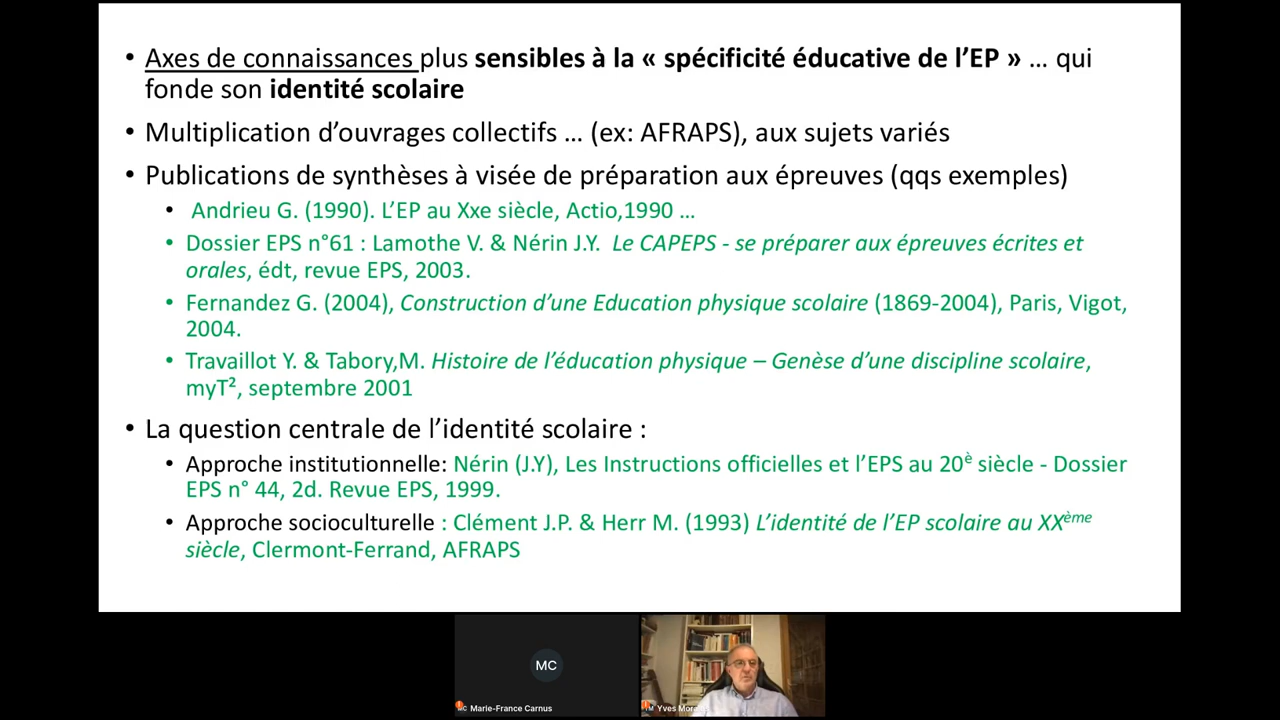 • Axes de connaissances plus sensibles à la « spécificité éducative de l’EP » … qui
fonde son identité scolaire
• Multiplication d’ouvrages collectifs … (ex: AFRAPS), aux sujets variés
• Publications de synthèses à visée de préparation aux épreuves (qqs exemples)
• Andrieu G. (1990). L’EP au Xxe siècle, Actio,1990 …
• Dossier EPS n°61 : Lamothe V. & Nérin J.Y. Le CAPEPS - se préparer aux épreuves écrites et
orales, édt, revue EPS, 2003.
• Fernandez G. (2004), Construction d’une Education physique scolaire (1869-2004), Paris, Vigot,
2004.
• Travaillot Y. & Tabory,M. Histoire de l’éducation physique – Genèse d’une discipline scolaire,
myT², septembre 2001
• La question centrale de l’identité scolaire :
• Approche institutionnelle: Nérin (J.Y), Les Instructions officielles et l’EPS au 20è siècle - Dossier
EPS n° 44, 2d. Revue EPS, 1999.
• Approche socioculturelle : Clément J.P. & Herr M. (1993) L’identité de l’EP scolaire au XXème
siècle, Clermont-Ferrand, AFRAPS
MC
Marie-France Carnus
Yves